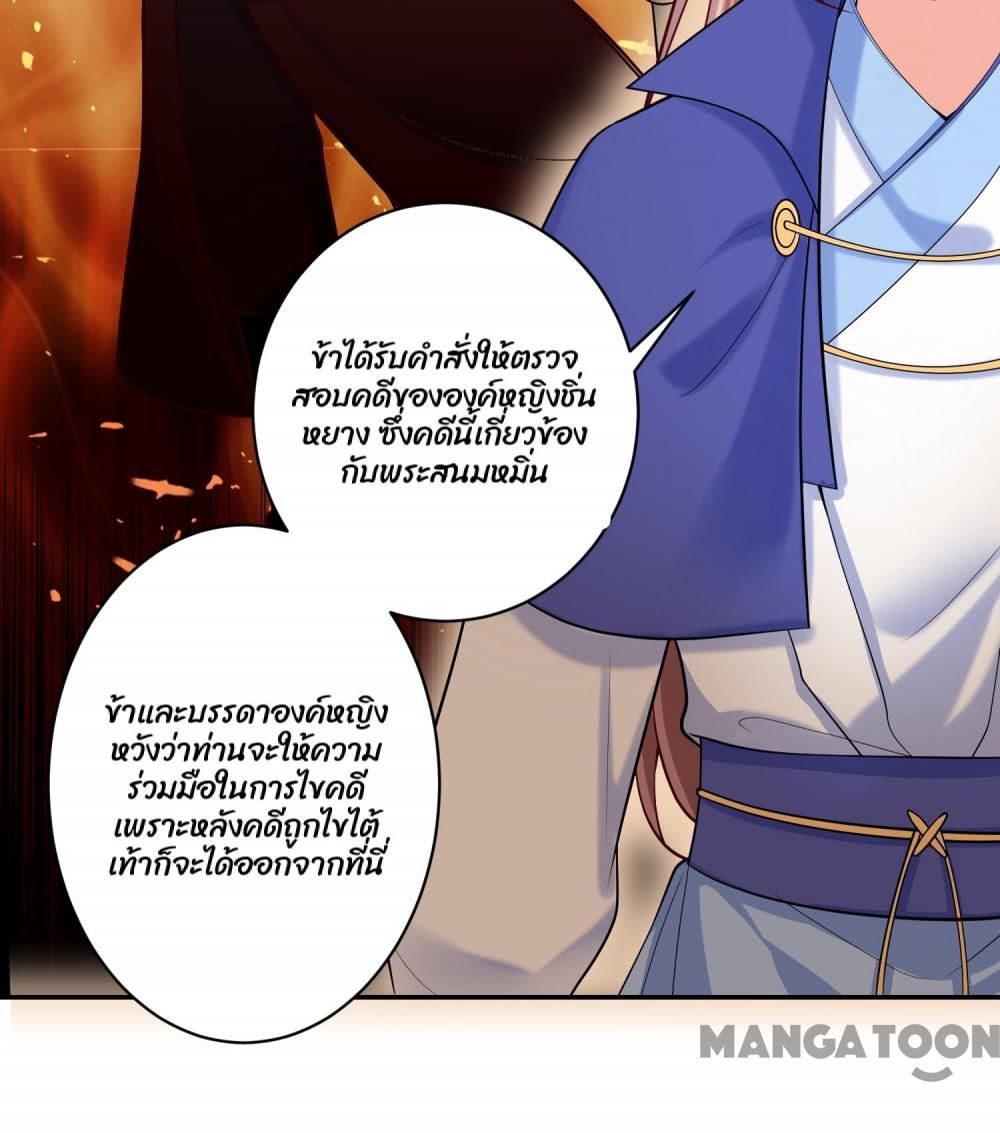 ข้าได้รับคำสั่งให้ตรวจ
สอบคดีขององค์หญิงชิ่น
หยาง ซึ่งคดีนี้เกี่ยวข้อง
กับพระสนมหมิ่น
ข้าและบรรดาองค์หญิง
หวังว่าท่านจะให้ความ
ร่วมมือในการไขคดี
เพราะหลังคดีถูกไขไต้
เท้าก็จะได้ออกจากที่นี่
MANGATOON